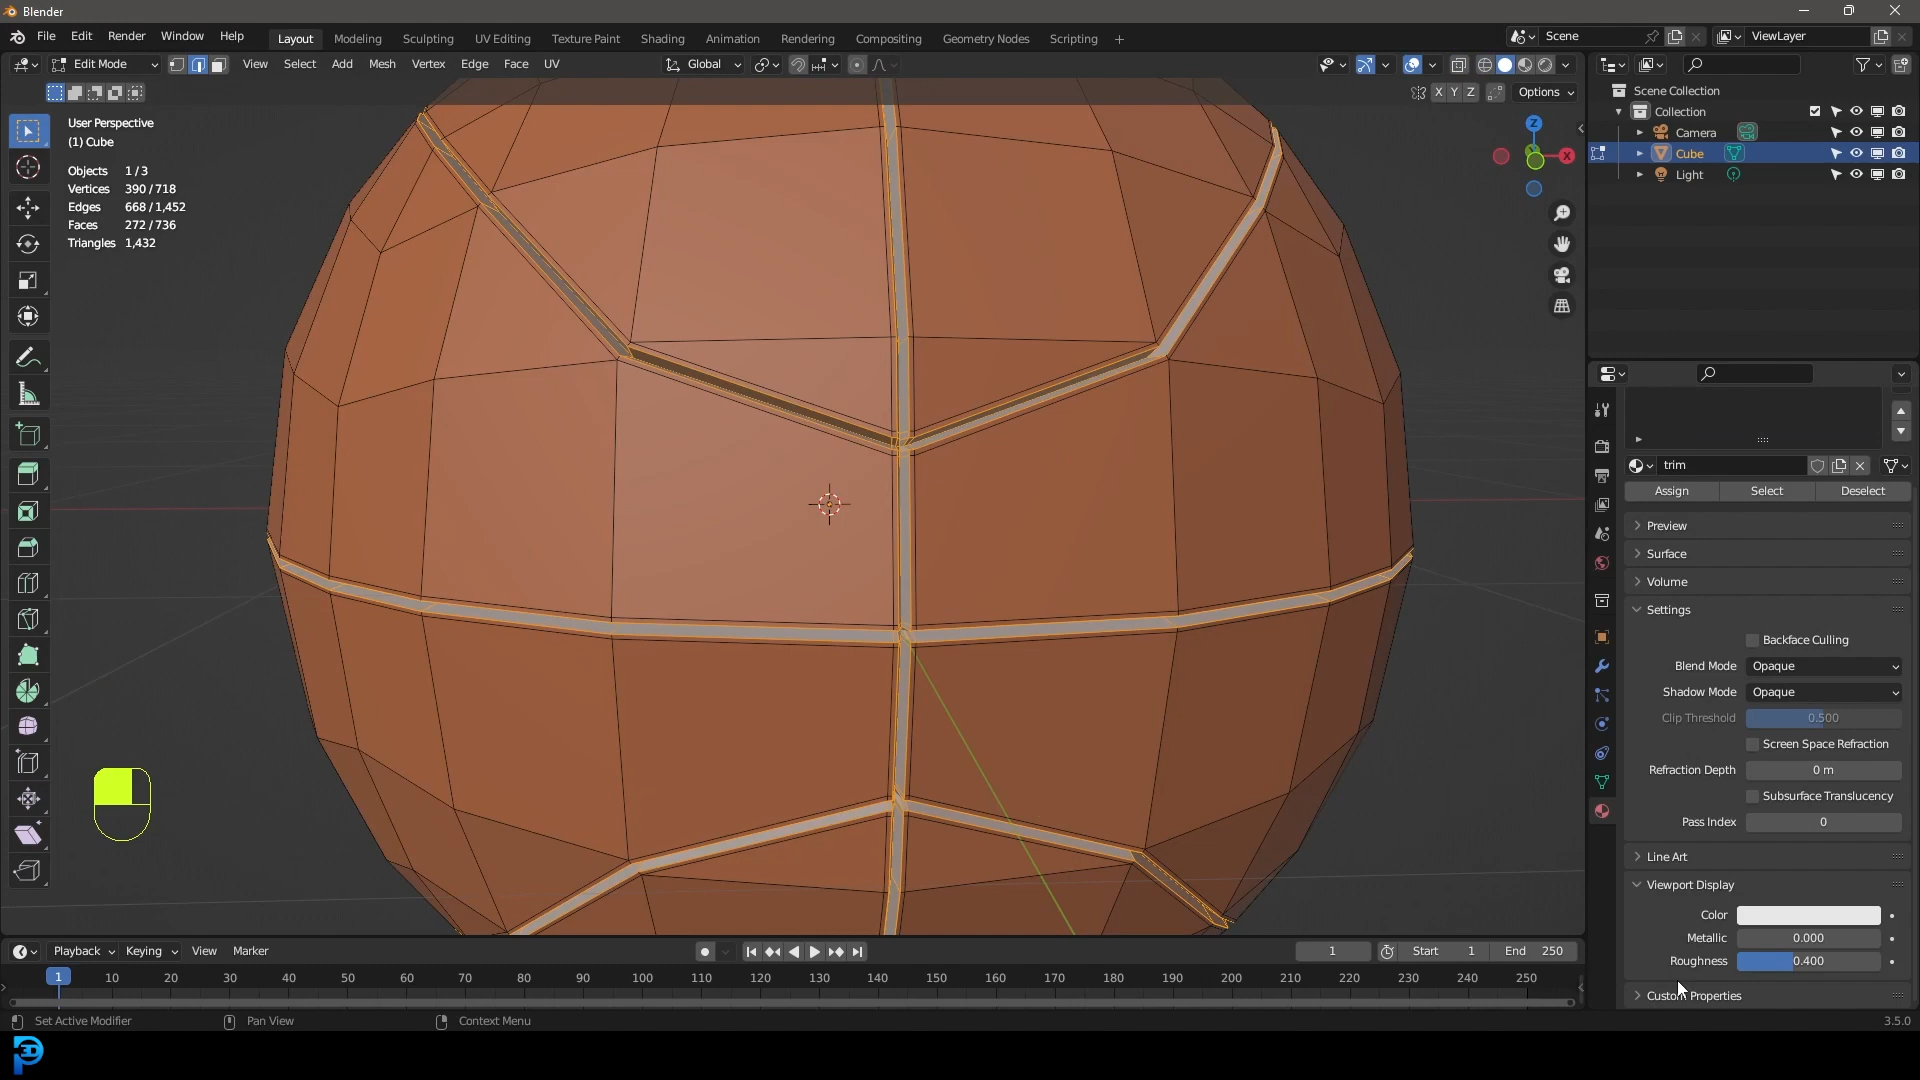 Blender
File Edit Render Window Help Layout Modeling Sculpting UV Editing Texture Paint Shading Animation Rendering Compositing Geometry Nodes Scripting + Scene ViewLayer
Edit Mode View Select Add Mesh Vertex Edge Face UV Global
X Y Z Options
User Perspective
(1) Cube
Objects 1/3
Vertices 390/718
Edges 668/1,452
Faces 272/736
Triangles 1,432
Z
X
Scene Collection
Collection
Camera
Cube
Light
trim
Assign Select Deselect
Preview
Surface
Volume
Settings
Backface Culling
Blend Mode Opaque
Shadow Mode Opaque
Clip Threshold 0.500
Screen Space Refraction
Refraction Depth 0 m
Subsurface Translucency
Pass Index 0
Line Art
Viewport Display
Color
Metallic 0.000
Roughness 0.400
Custom Properties
Playback Keying View Marker 1 Start 1 End 250
1 10 20 30 40 50 60 70 80 90 100 110 120 130 140 150 160 170 180 190 200 210 220 230 240 250
Set Active Modifier Pan View Context Menu 3.5.0